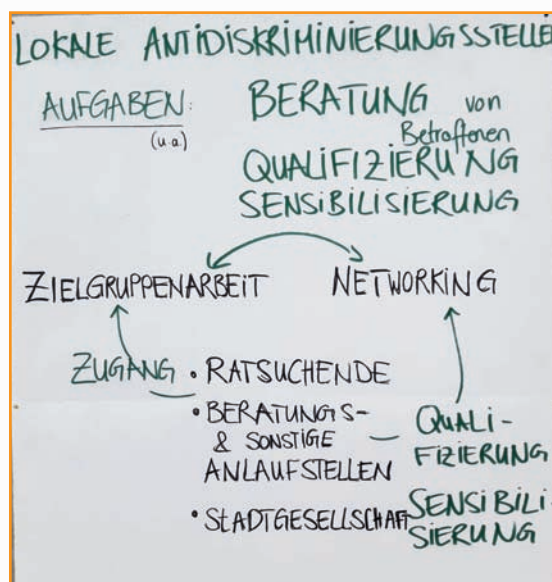 LOKALE ANTIDISKRIMINIERUNGSSTELLE
AUFGABEN:
(u.a.)
BERATUNG von
Betroffenen
QUALIFIZIERUNG
SENSIBILISIERUNG
ZIELGRUPPENARBEIT NETWORKING
ZUGANG
• RATSUCHENDE
• BERATUNGS-
& SONSTIGE
ANLAUFSTELLEN
QUALI-
FIZIERUNG
• STADTGESELLSCHAFT
SENSIBILI-
SIERUNG